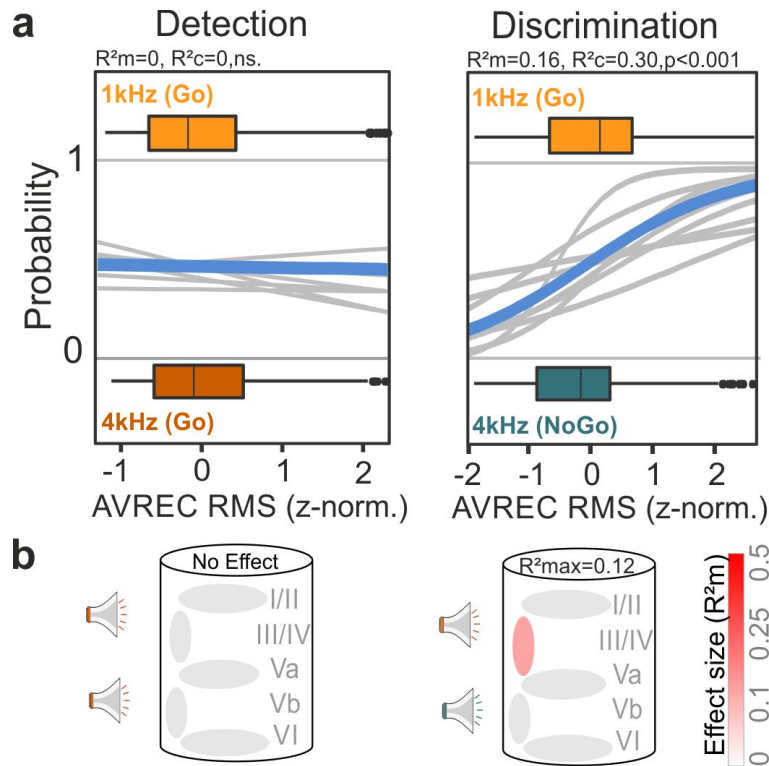 a
Detection
R²m=0, R²c=0,ns.
1kHz (Go)
1
Probability
0
4kHz (Go)
-1 0 1 2
AVREC RMS (z-norm.)
Discrimination
R²m=0.16, R²c=0.30,p<0.001
1kHz (Go)
4kHz (NoGo)
-2 -1 0 1 2
AVREC RMS (z-norm.)
b
No Effect
I/II
III/IV
Va
Vb
VI
R²max=0.12
I/II
III/IV
Va
Vb
VI
Effect size (R²m)
0 0.1 0.25 0.5